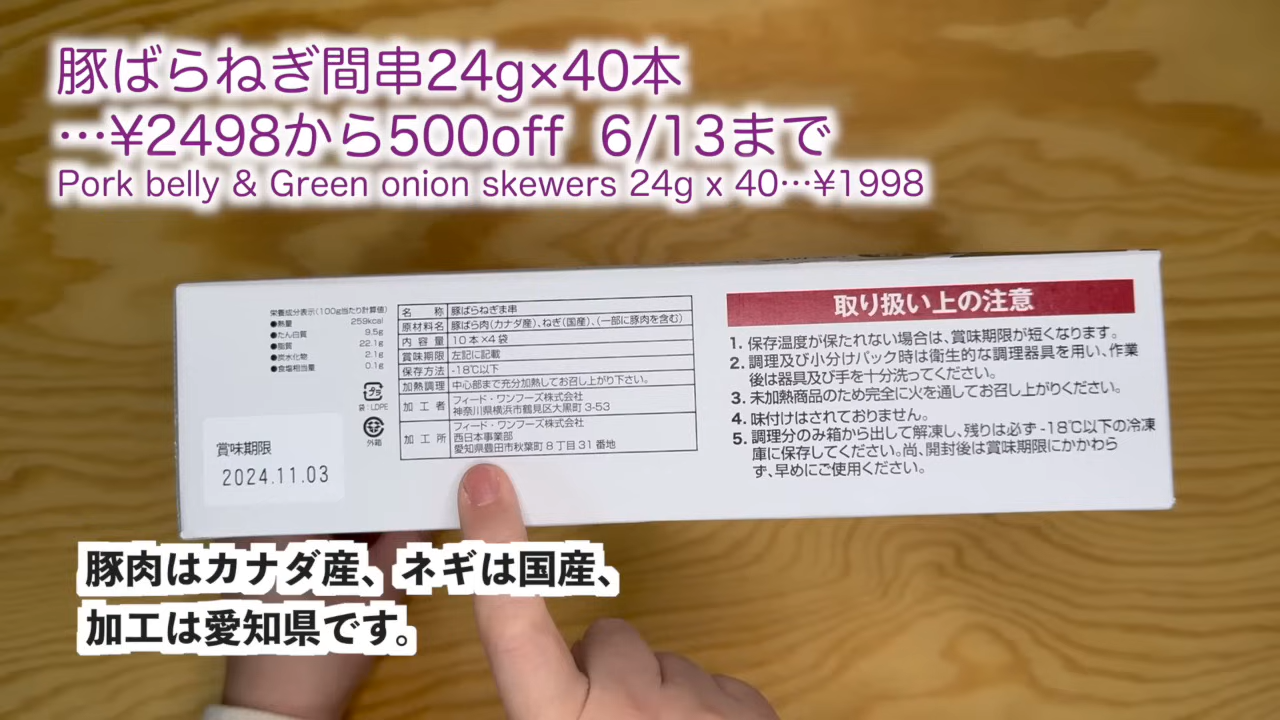 豚ばらねぎ間串24g×40本
…¥2498から500off 6/13まで
Pork belly & Green onion skewers 24g x 40…¥1998
栄養成分表示(100g当たり計算値)
●熱量 259kcal
●たん白質 9.5g
●脂質 22.1g
●炭水化物 2.1g
●食塩相当量 0.1g
プラ
袋:LDPE
外箱
賞味期限
2024.11.03
名 称 豚ばらねぎま串
原材料名 豚ばら肉(カナダ産)、ねぎ(国産)、(一部に豚肉を含む)
内 容 量 10本×4袋
賞味期限 左記に記載
保存方法 -18℃以下
加熱調理 中心部まで充分加熱してお召し上がり下さい。
加 工 者 フィード・ワンフーズ株式会社
神奈川県横浜市鶴見区大黒町3-53
加 工 所 フィード・ワンフーズ株式会社
西日本事業部
愛知県豊田市秋葉町8丁目31番地
取り扱い上の注意
1. 保存温度が保たれない場合は、賞味期限が短くなります。
2. 調理及び小分けパック時は衛生的な調理器具を用い、作業
後は器具及び手を十分洗ってください。
3. 未加熱商品のため完全に火を通してお召し上がりください。
4. 味付けはされておりません。
5. 調理分のみ箱から出して解凍し、残りは必ず-18℃以下の冷凍
庫に保存してください。尚、開封後は賞味期限にかかわら
ず、早めにご使用ください。
豚肉はカナダ産、ネギは国産、
加工は愛知県です。